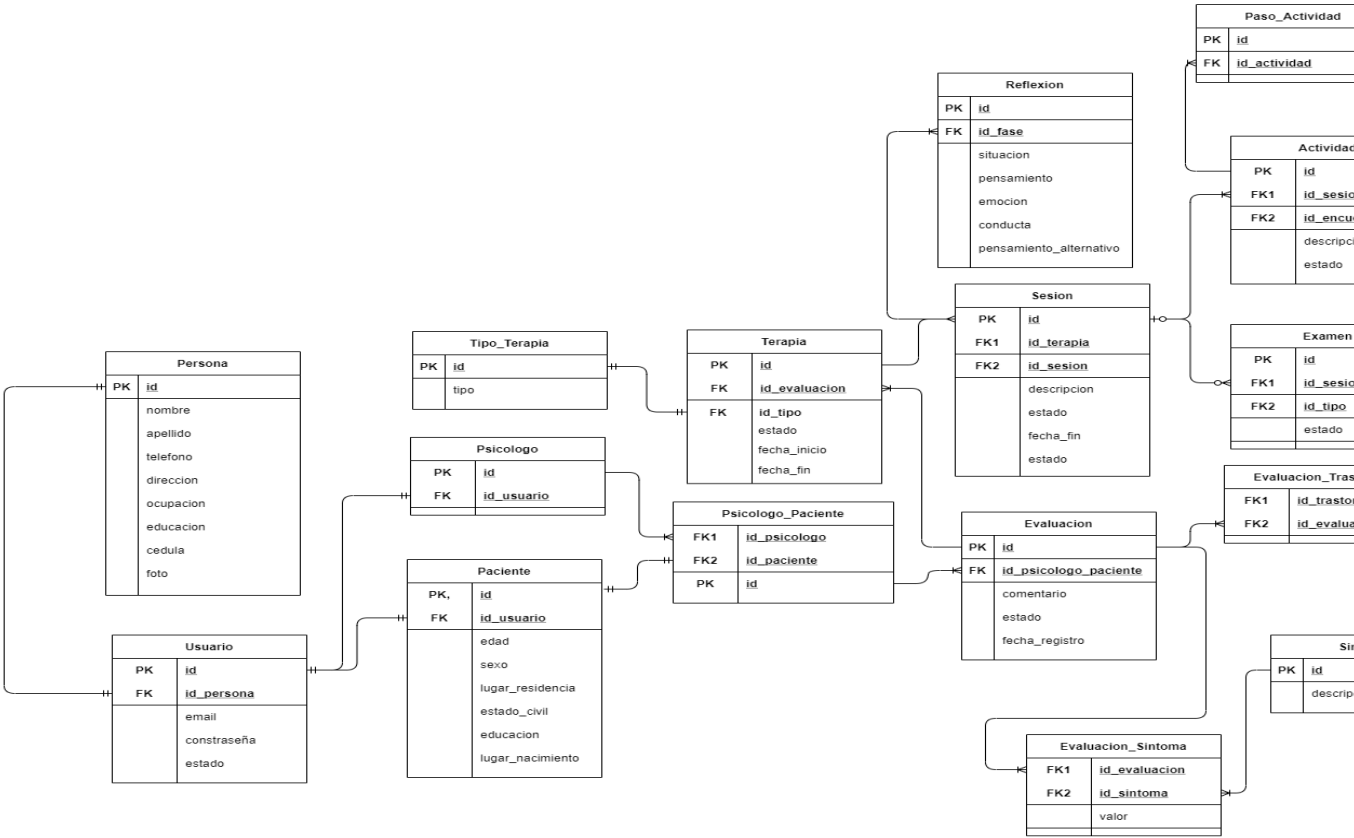 Paso_Actividad
PK id
FK id_actividad
Reflexion
PK id
FK id_fase
situacion
pensamiento
emocion
conducta
pensamiento_alternativo
Actividad
PK id
FK1
FK2
estado
Sesion
PK id
FK1 id_terapia
FK2 id_sesion
descripcion
estado
fecha_fin
estado
Examen
PK id
FK1
FK2 id_tipo
estado
Tipo_Terapia
PK id
tipo
Terapia
PK id
FK id_evaluacion
FK id_tipo
estado
fecha_inicio
fecha_fin
Persona
PK id
nombre
apellido
telefono
direccion
ocupacion
educacion
cedula
foto
Psicologo
PK id
FK id_usuario
Psicologo_Paciente
FK1 id_psicologo
FK2 id_paciente
PK id
Evaluacion
PK id
FK id_psicologo_paciente
comentario
estado
fecha_registro
FK1
FK2
Paciente
PK, id
FK id_usuario
edad
sexo
lugar_residencia
estado_civil
educacion
lugar_nacimiento
Usuario
PK id
FK id_persona
email
constraseña
estado
PK id
Evaluacion_Sintoma
FK1 id_evaluacion
FK2 id_sintoma
valor